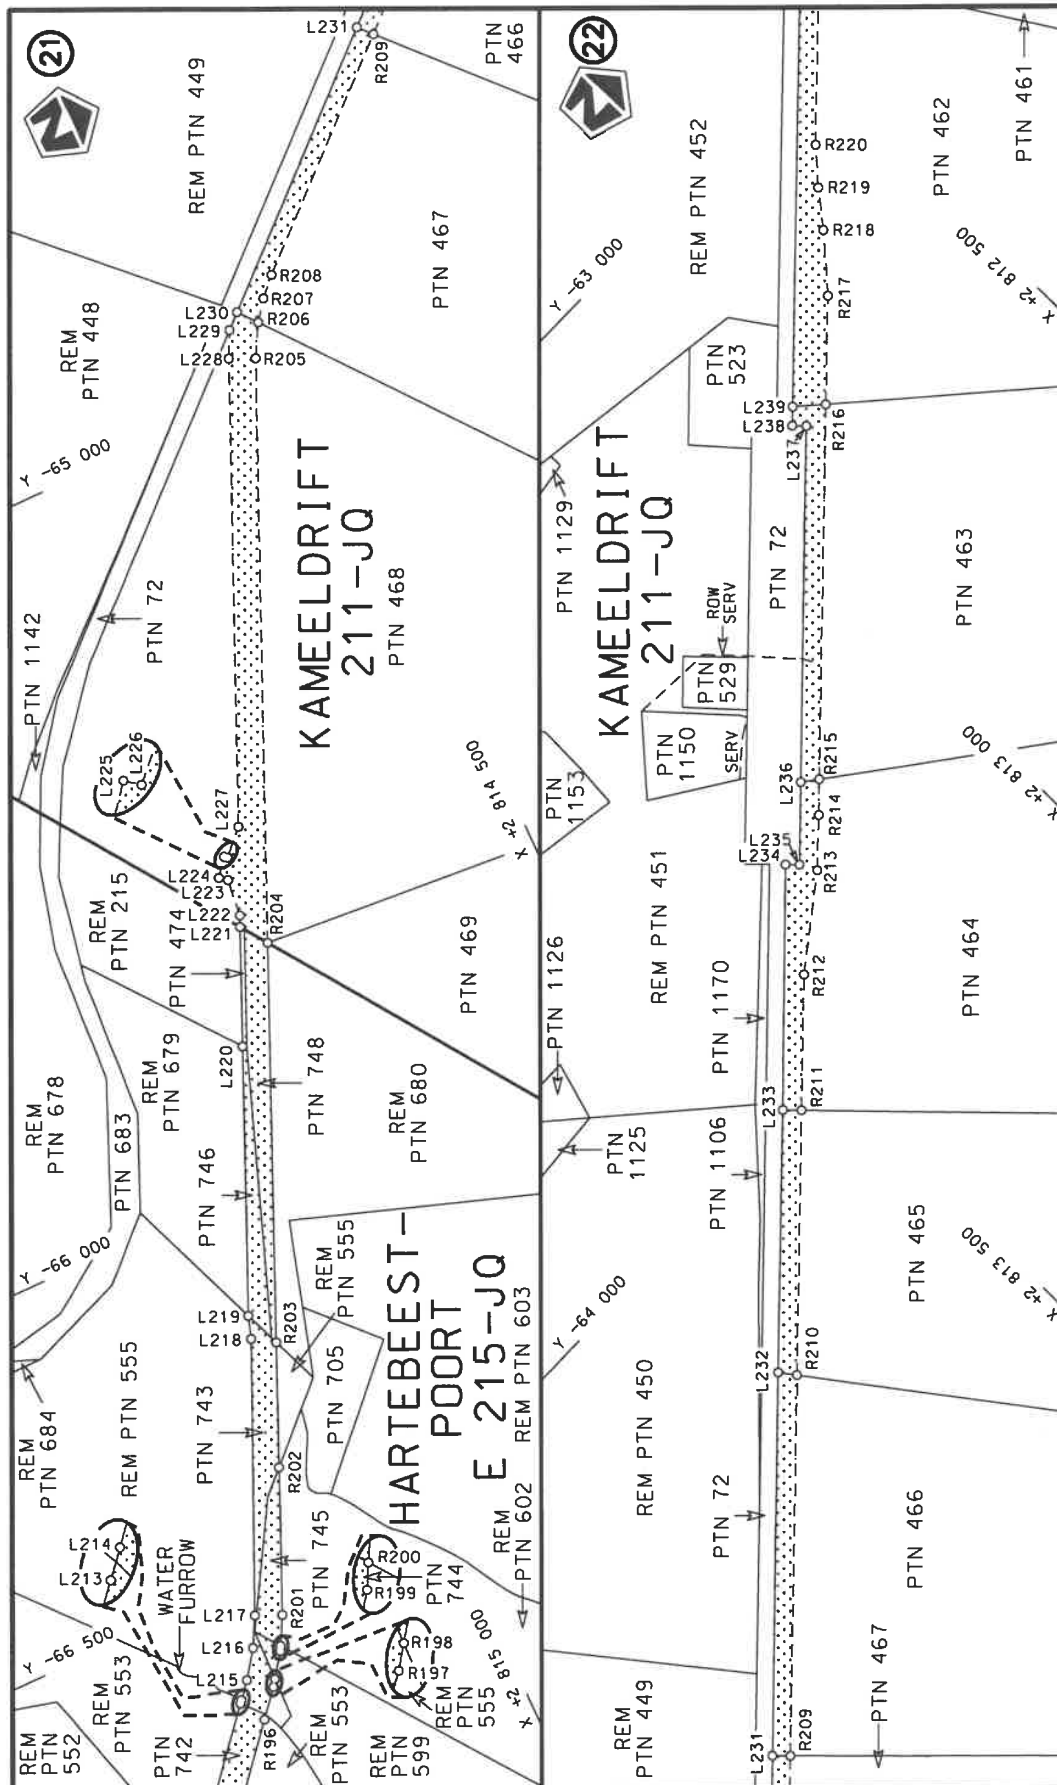 21
N
REM PTN 449
L231
R209
PTN
466
REM
PTN 448
L230
L229
L228
R208
R207
R206
R205
PTN 467
Y -65 000
PTN 1142
PTN 72
KAMEELDRIFT
211-JQ
PTN 468
L225
L226
L227
X +2 814 500
L224
L223
L222
L221
R204
REM
PTN 215
PTN 474
PTN 469
REM
PTN 678
REM
PTN 679
L220
PTN 748
REM
PTN 680
PTN 683
PTN 746
Y -66 000
L219
L218
R203
REM
PTN 555
HARTEBEEST-
POORT
E 215-JQ
REM PTN 603
REM
PTN 684
REM PTN 555
PTN 743
PTN 705
R202
L214
L213
WATER
FURROW
PTN 745
R200
R199
PTN
744
REM
PTN 602
L217
L216
L215
R201
R198
R197
Y -66 500
REM
PTN 553
REM
PTN
552
PTN
742
R196
REM
PTN 553
REM
PTN
599
REM
PTN
555
X +2 815 000
22
N
PTN 461
REM PTN 452
R220
R219
R218
R217
PTN 462
Y -63 000
X +2 812 500
PTN
523
L239
L238
L237
R216
PTN 1129
KAMEELDRIFT
211-JQ
PTN 72
ROW
SERV
PTN
529
PTN 463
PTN
1150
SERV
PTN
1153
L236
R215
R214
X +2 813 000
L235
L234
R213
REM PTN 451
R212
PTN 1126
PTN 1170
PTN 464
L233
R211
PTN
1125
PTN 1106
PTN 465
X +2 813 500
Y -64 000
L232
R210
REM PTN 450
PTN 72
PTN 466
REM
PTN 449
L231
R209
PTN 467